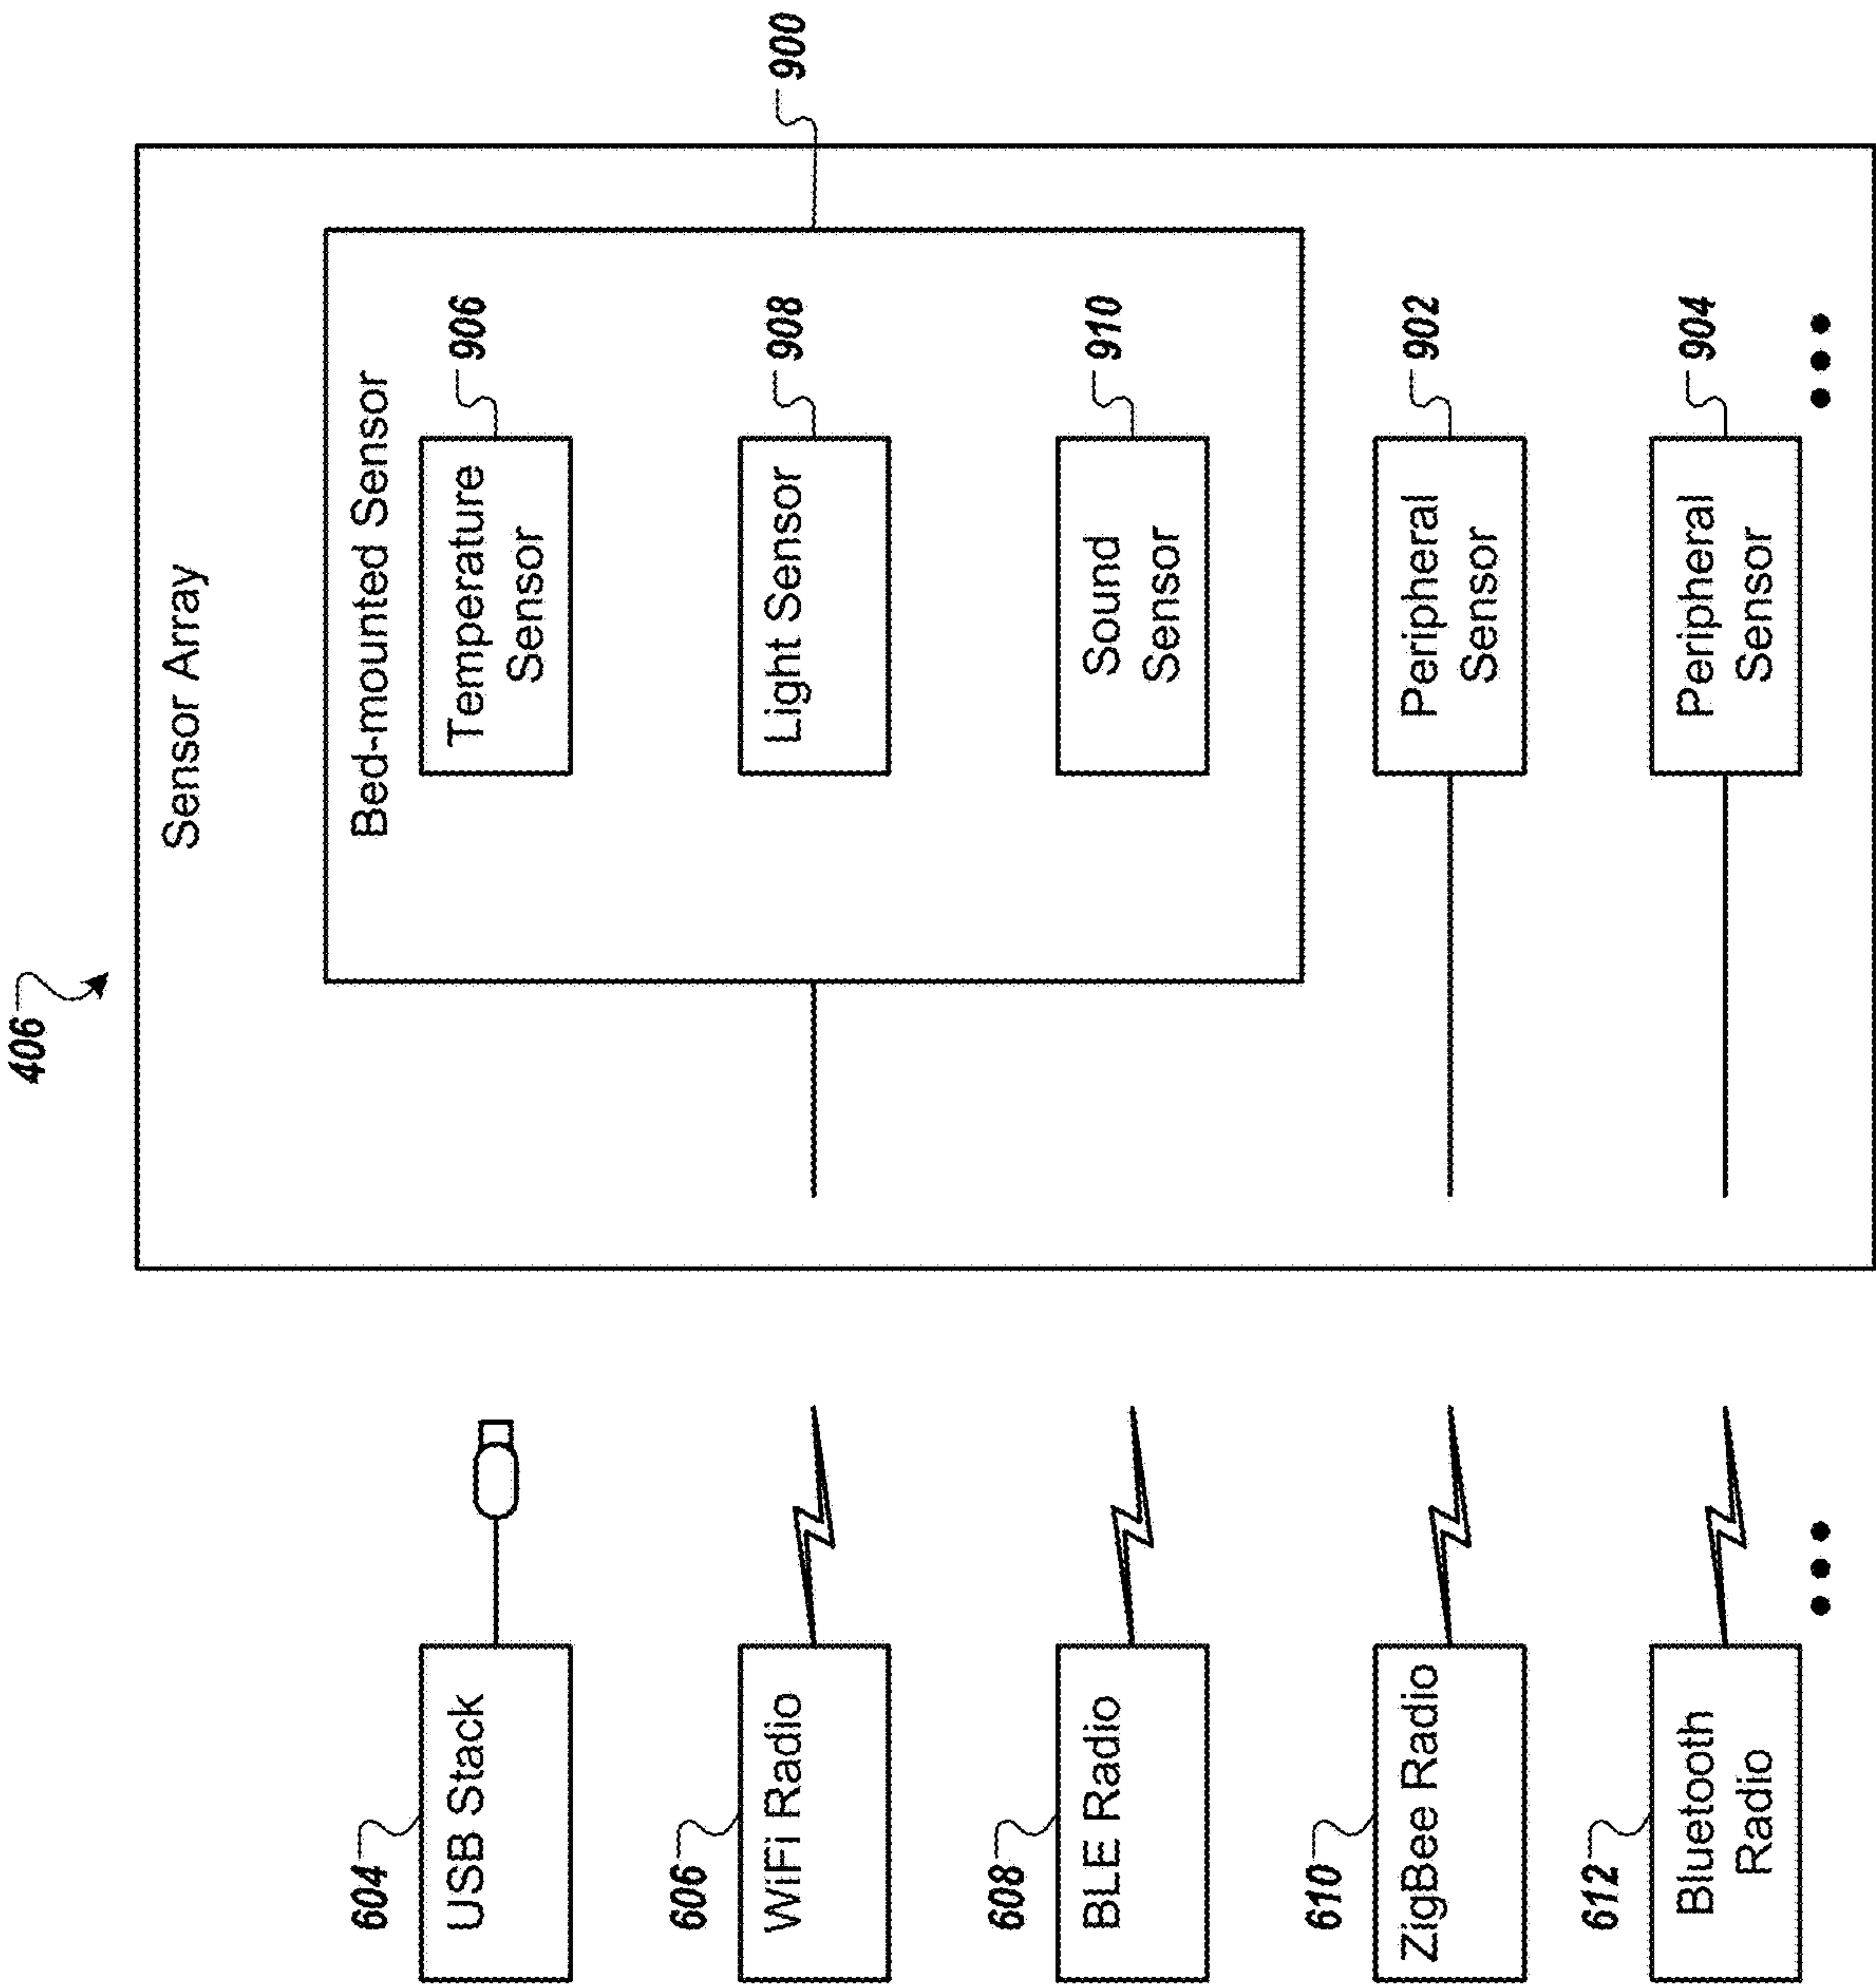 406
Sensor Array
604
USB Stack
606
WiFi Radio
608
BLE Radio
610
ZigBee Radio
612
Bluetooth
Radio
Bed-mounted Sensor
900
Temperature
Sensor
906
Light Sensor
908
Sound
Sensor
910
Peripheral
Sensor
902
Peripheral
Sensor
904